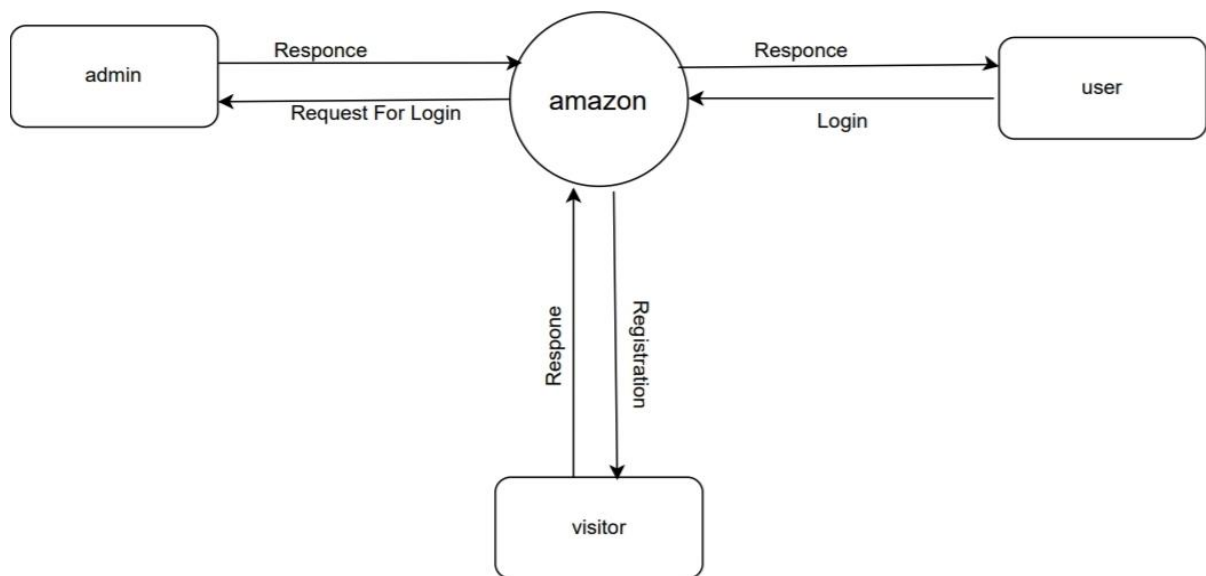 Responce
Responce
admin
amazon
user
Request For Login
Login
Respone
Registration
visitor